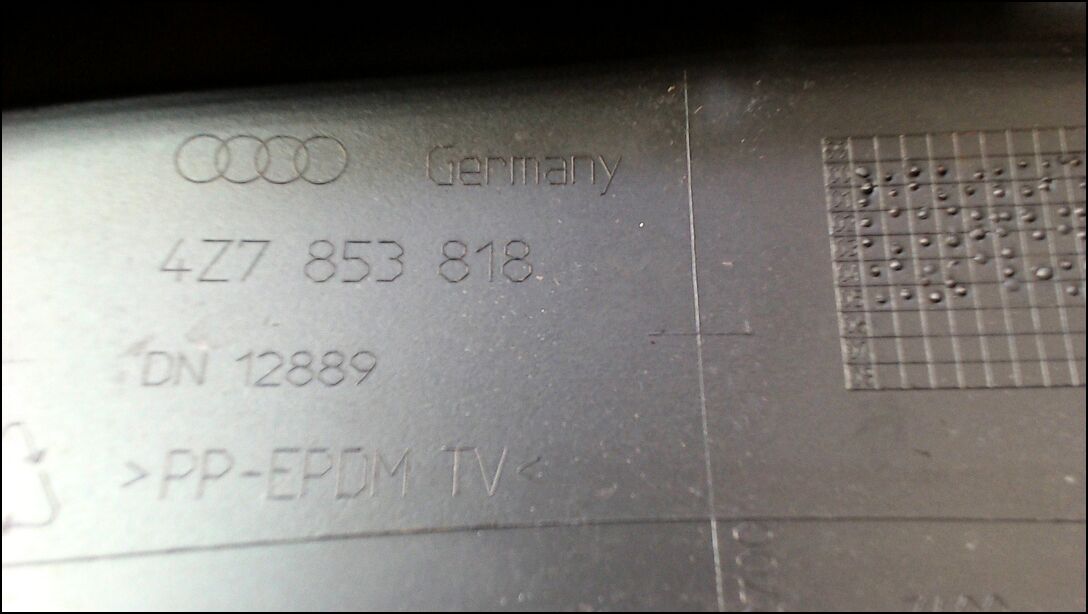 Germany
4Z7 853 818
DN 12889
>PP-EPDM TV<